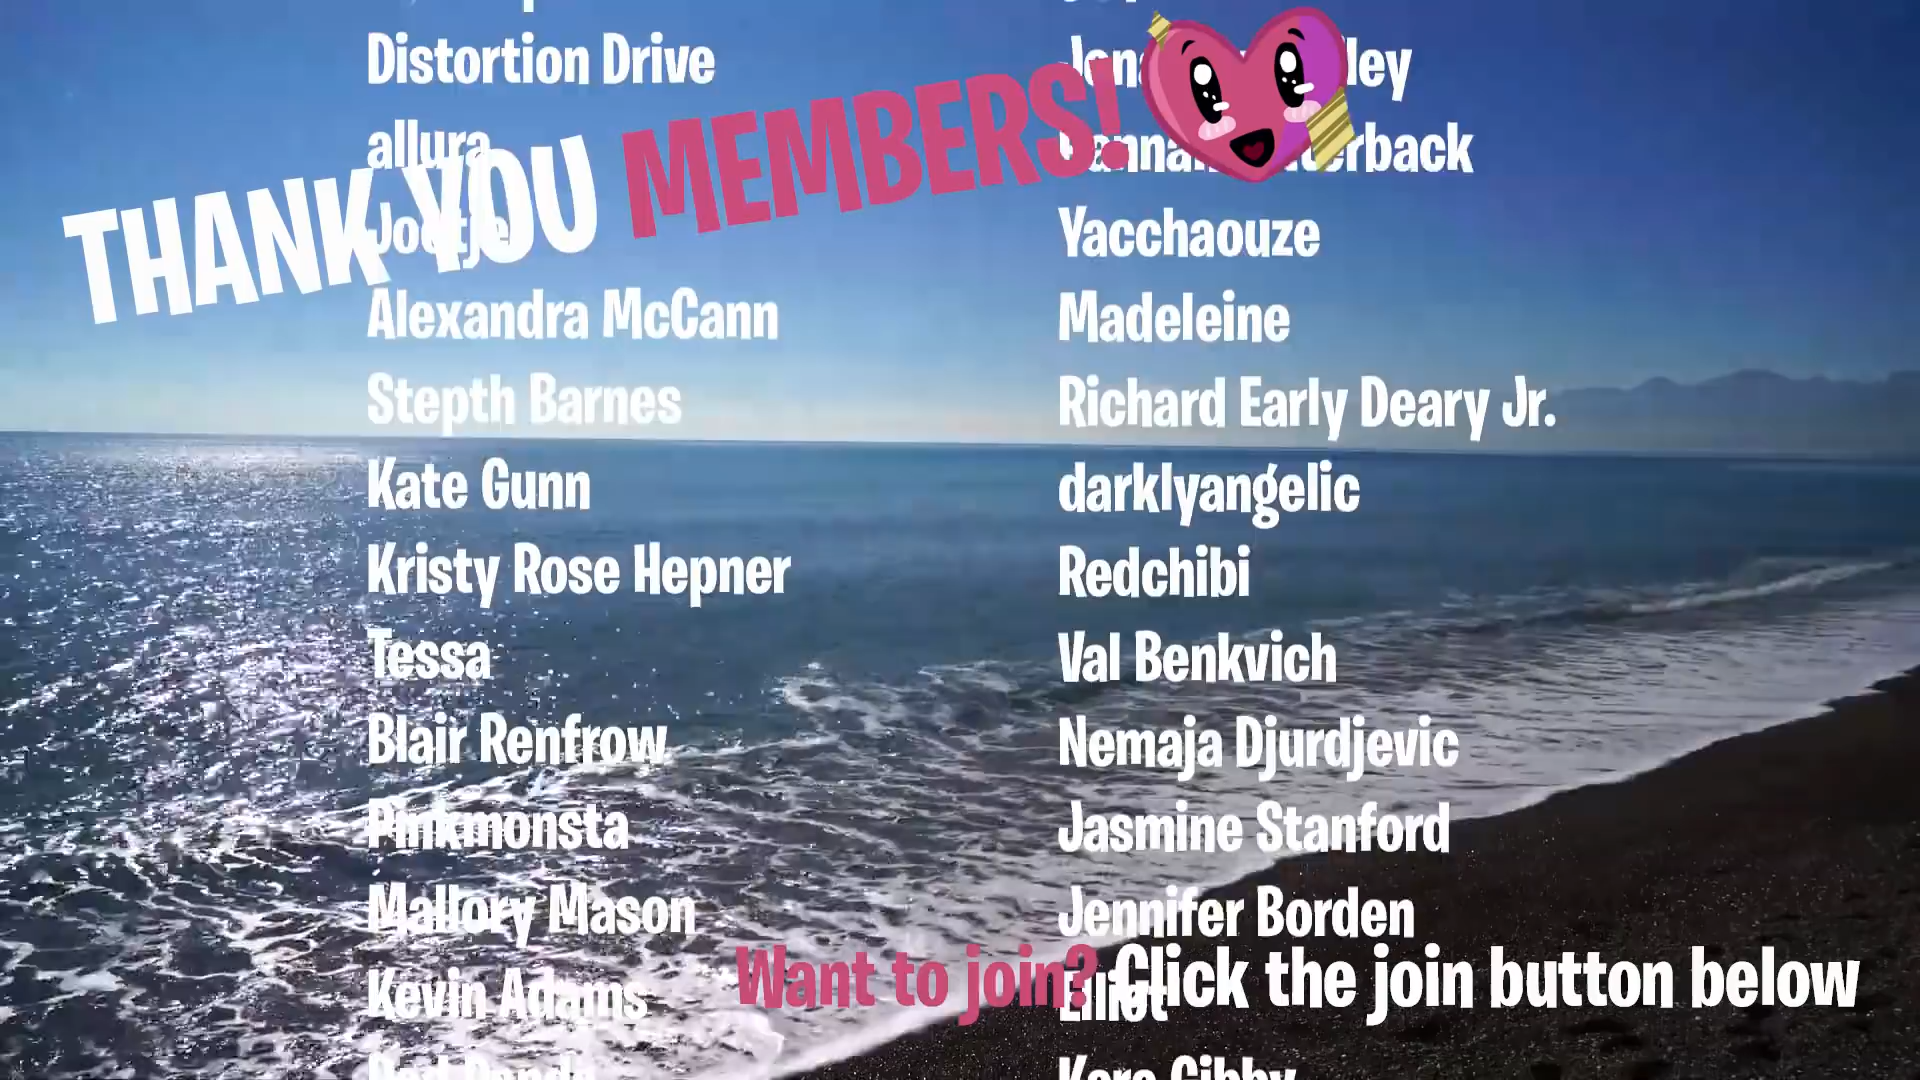 Distortion Drive
allura
THANK YOU MEMBERS!
Alexandra McCann
Stepth Barnes
Kate Gunn
Kristy Rose Hepner
Tessa
Blair Renfrow
Pinkmonsta
Mallory Mason
Kevin Adams
Yacchaouze
Madeleine
Richard Early Deary Jr.
darklyangelic
Redchibi
Val Benkvich
Nemaja Djurdjevic
Jasmine Stanford
Jennifer Borden
Elliot
Want to join? Click the join button below